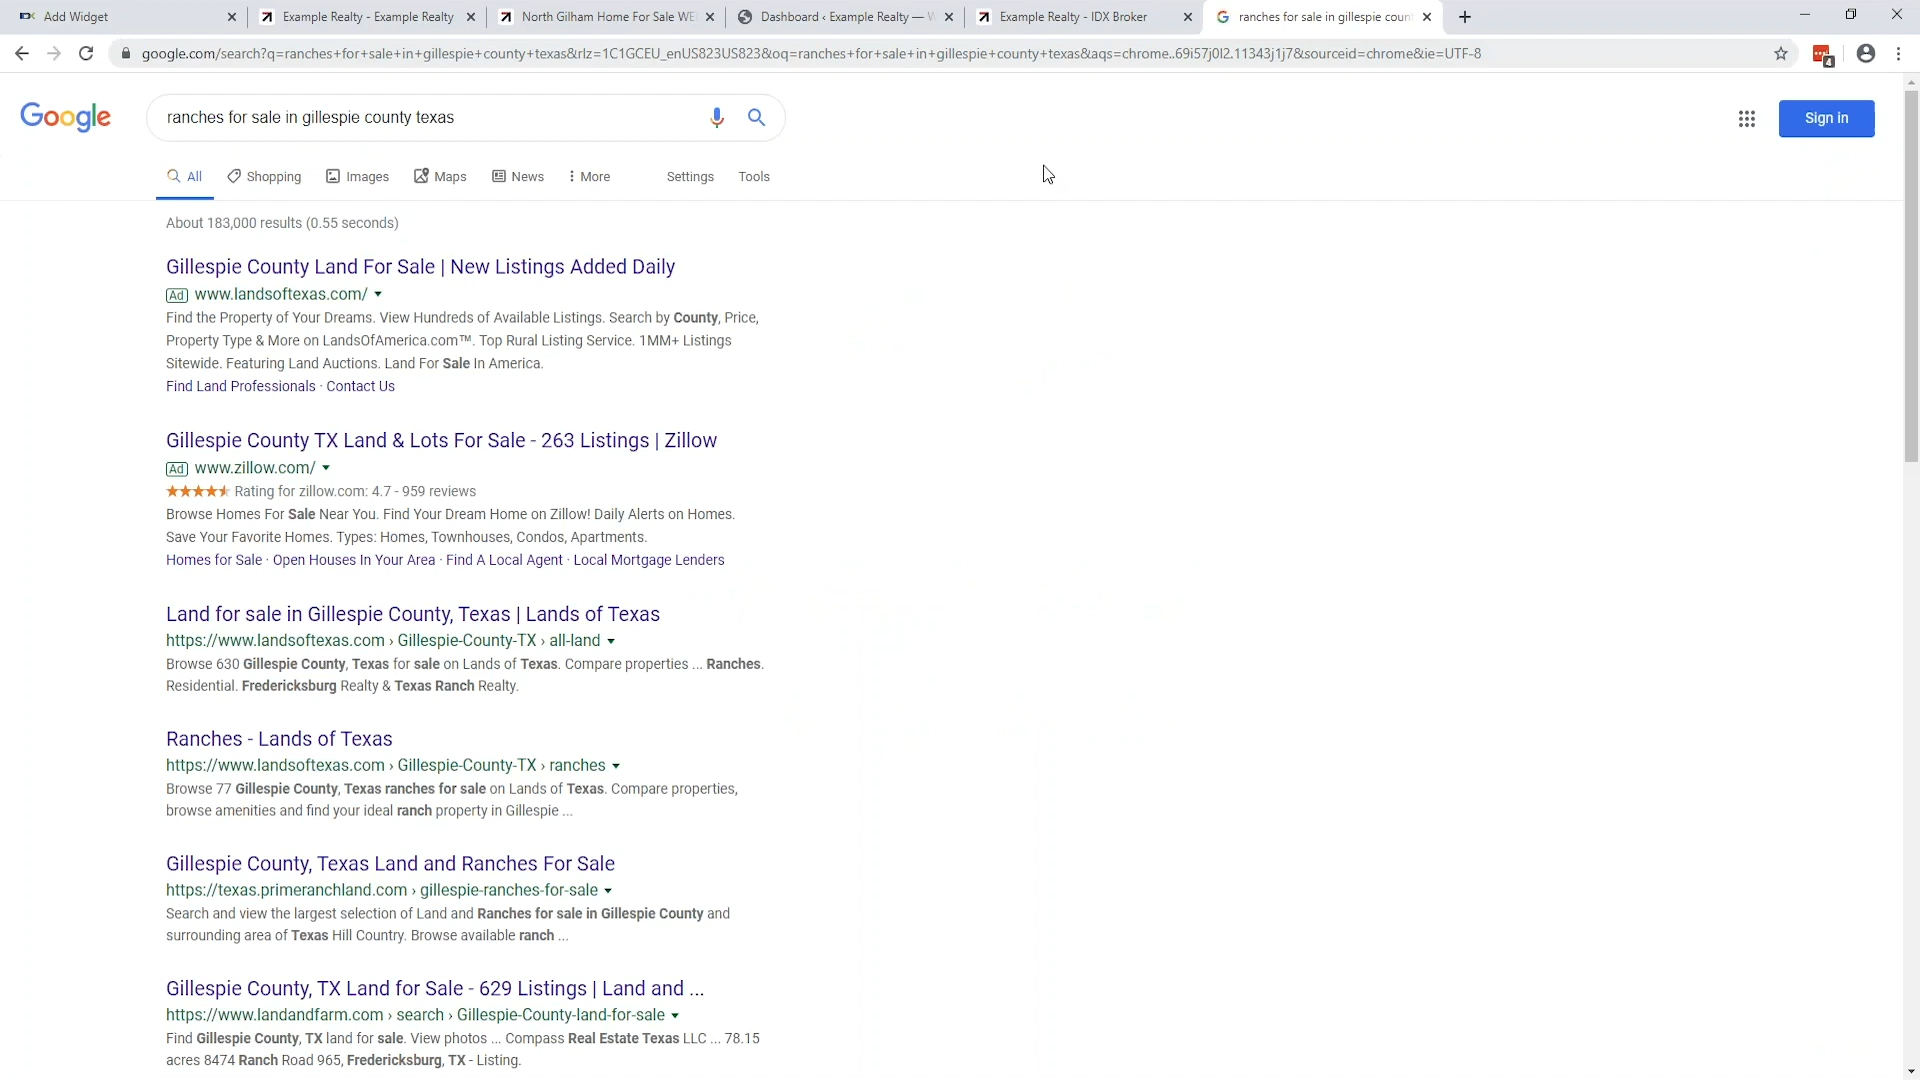 Add Widget
Example Realty - Example Realty
North Gilham Home For Sale WE
Dashboard ‹ Example Realty —
Example Realty - IDX Broker
ranches for sale in gillespie coun
google.com/search?q=ranches+for+sale+in+gillespie+county+texas&rlz=1C1GCEU_enUS823US823&oq=ranches+for+sale+in+gillespie+county+texas&aqs=chrome..69i57j0l2.11343j1j7&sourceid=chrome&ie=UTF-8
4
Google
ranches for sale in gillespie county texas
Sign in
All
Shopping
Images
Maps
News
More
Settings
Tools
About 183,000 results (0.55 seconds)
Gillespie County Land For Sale | New Listings Added Daily
Ad www.landsoftexas.com/
Find the Property of Your Dreams. View Hundreds of Available Listings. Search by County, Price,
Property Type & More on LandsOfAmerica.com™. Top Rural Listing Service. 1MM+ Listings
Sitewide. Featuring Land Auctions. Land For Sale In America.
Find Land Professionals · Contact Us
Gillespie County TX Land & Lots For Sale - 263 Listings | Zillow
Ad www.zillow.com/
Rating for zillow.com: 4.7 - 959 reviews
Browse Homes For Sale Near You. Find Your Dream Home on Zillow! Daily Alerts on Homes.
Save Your Favorite Homes. Types: Homes, Townhouses, Condos, Apartments.
Homes for Sale · Open Houses In Your Area · Find A Local Agent · Local Mortgage Lenders
Land for sale in Gillespie County, Texas | Lands of Texas
https://www.landsoftexas.com › Gillespie-County-TX › all-land
Browse 630 Gillespie County, Texas for sale on Lands of Texas. Compare properties ... Ranches.
Residential. Fredericksburg Realty & Texas Ranch Realty.
Ranches - Lands of Texas
https://www.landsoftexas.com › Gillespie-County-TX › ranches
Browse 77 Gillespie County, Texas ranches for sale on Lands of Texas. Compare properties,
browse amenities and find your ideal ranch property in Gillespie ...
Gillespie County, Texas Land and Ranches For Sale
https://texas.primeranchland.com › gillespie-ranches-for-sale
Search and view the largest selection of Land and Ranches for sale in Gillespie County and
surrounding area of Texas Hill Country. Browse available ranch ...
Gillespie County, TX Land for Sale - 629 Listings | Land and ...
https://www.landandfarm.com › search › Gillespie-County-land-for-sale
Find Gillespie County, TX land for sale. View photos ... Compass Real Estate Texas LLC ... 78.15
acres 8474 Ranch Road 965, Fredericksburg, TX - Listing.